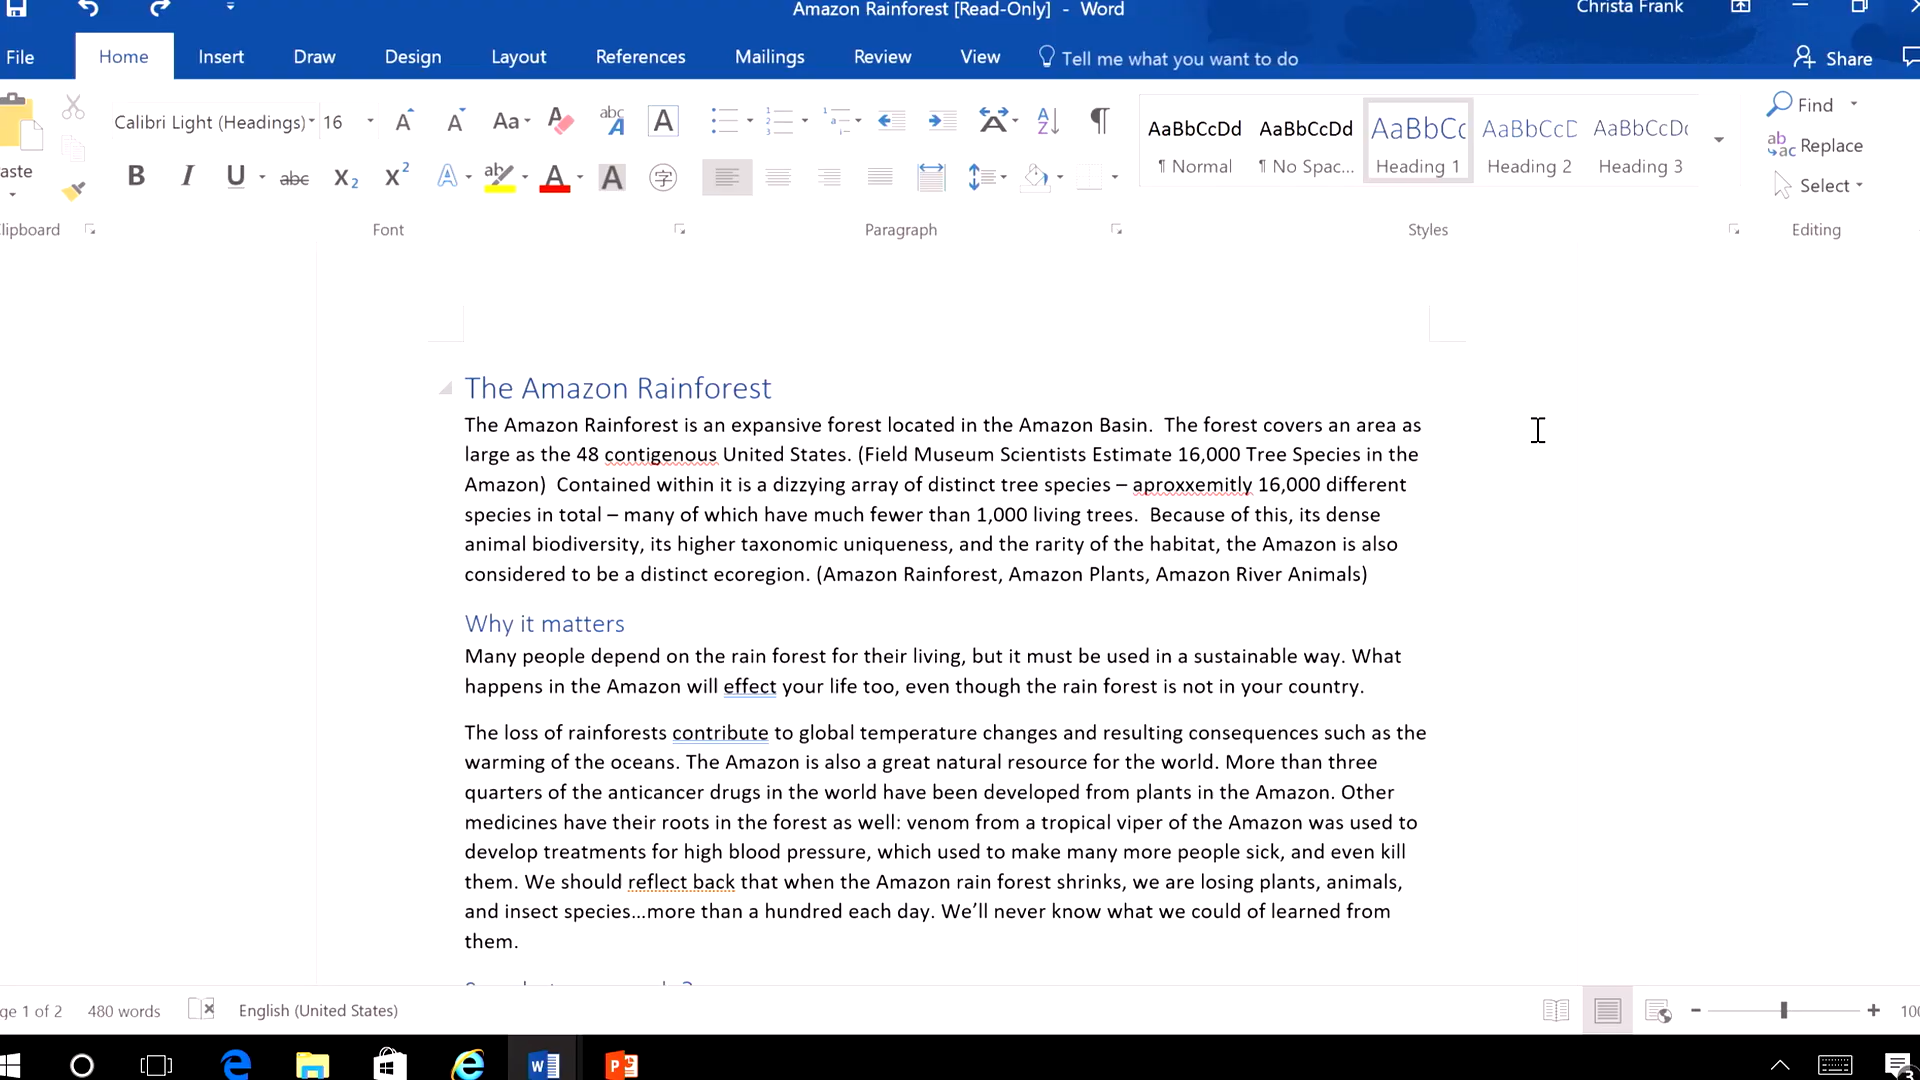 Amazon Rainforest [Read-Only] - Word
Christa Frank
File Home Insert Draw Design Layout References Mailings Review View Tell me what you want to do Share
Calibri Light (Headings) 16 Aa abc A A A Z ¶
AaBbCcDd AaBbCcDd AaBbCc AaBbCcD AaBbCcDd
¶ Normal ¶ No Spac... Heading 1 Heading 2 Heading 3
Find
Replace
Select
aste
B I U abc X2 X2 A ab A A 字
lipboard Font Paragraph Styles Editing
The Amazon Rainforest
The Amazon Rainforest is an expansive forest located in the Amazon Basin.  The forest covers an area as
large as the 48 contigenous United States. (Field Museum Scientists Estimate 16,000 Tree Species in the
Amazon)  Contained within it is a dizzying array of distinct tree species – aproxxemitly 16,000 different
species in total – many of which have much fewer than 1,000 living trees.  Because of this, its dense
animal biodiversity, its higher taxonomic uniqueness, and the rarity of the habitat, the Amazon is also
considered to be a distinct ecoregion. (Amazon Rainforest, Amazon Plants, Amazon River Animals)
Why it matters
Many people depend on the rain forest for their living, but it must be used in a sustainable way. What
happens in the Amazon will effect your life too, even though the rain forest is not in your country.
The loss of rainforests contribute to global temperature changes and resulting consequences such as the
warming of the oceans. The Amazon is also a great natural resource for the world. More than three
quarters of the anticancer drugs in the world have been developed from plants in the Amazon. Other
medicines have their roots in the forest as well: venom from a tropical viper of the Amazon was used to
develop treatments for high blood pressure, which used to make many more people sick, and even kill
them. We should reflect back that when the Amazon rain forest shrinks, we are losing plants, animals,
and insect species…more than a hundred each day. We’ll never know what we could of learned from
them.
ge 1 of 2 480 words English (United States) 100